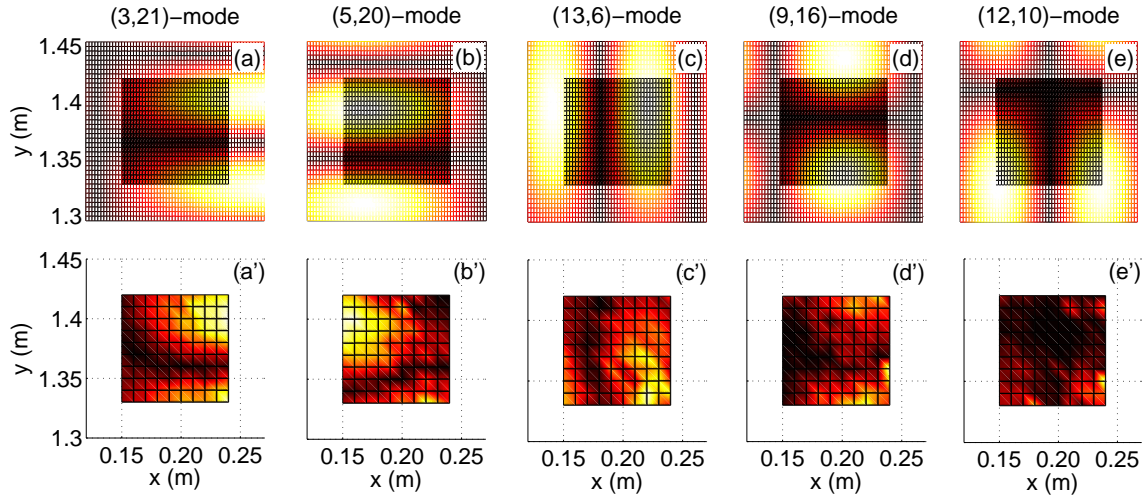 (3,21)−mode (5,20)−mode (13,6)−mode (9,16)−mode (12,10)−mode
1.45
(a) (b) (c) (d) (e)
1.4
y (m)
1.35
1.3
1.45
(a') (b') (c') (d') (e')
1.4
y (m)
1.35
1.3
0.15 0.20 0.25 0.15 0.20 0.25 0.15 0.20 0.25 0.15 0.20 0.25 0.15 0.20 0.25
x (m) x (m) x (m) x (m) x (m)